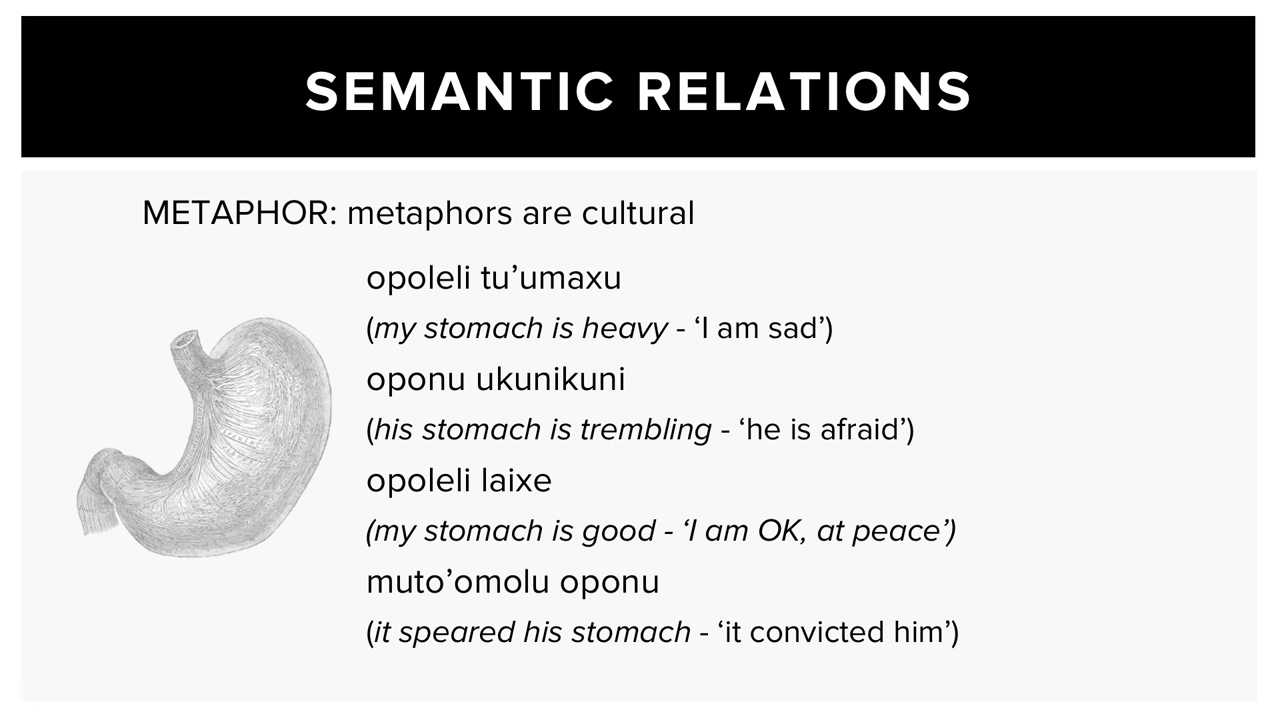 SEMANTIC RELATIONS
METAPHOR: metaphors are cultural
opoleli tu’umaxu
(my stomach is heavy - ‘I am sad’)
oponu ukunikuni
(his stomach is trembling - ‘he is afraid’)
opoleli laixe
(my stomach is good - ‘I am OK, at peace’)
muto’omolu oponu
(it speared his stomach - ‘it convicted him’)